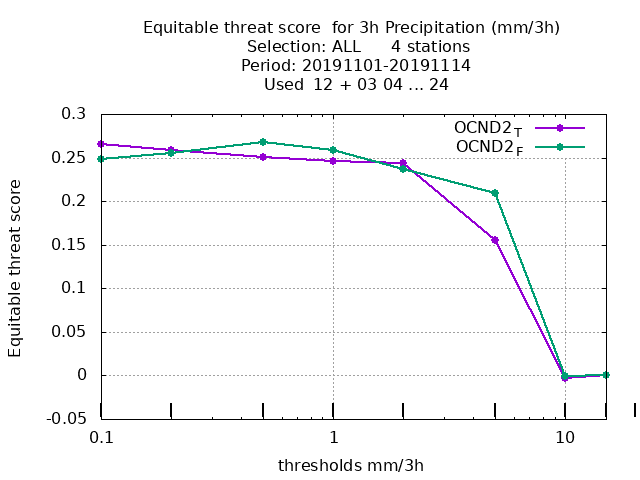 Equitable threat score  for 3h Precipitation (mm/3h)
Selection: ALL      4 stations
Period: 20191101-20191114
Used  12 + 03 04 ... 24
OCND2T
OCND2F
Equitable threat score
0.3
0.25
0.2
0.15
0.1
0.05
0
-0.05
0.1 1 10
thresholds mm/3h